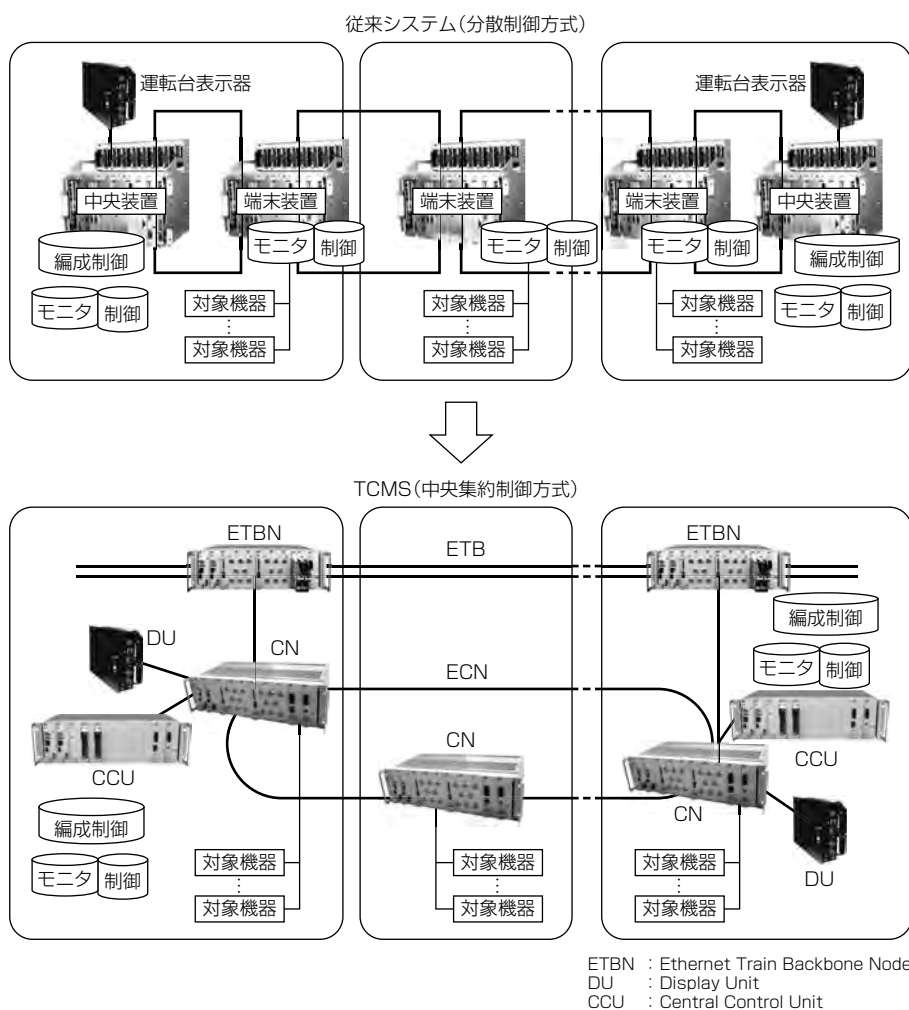 従来システム(分散制御方式)
運転台表示器
運転台表示器
中央装置
端末装置
端末装置
端末装置
中央装置
編成制御
モニタ
制御
モニタ
制御
モニタ
制御
モニタ
制御
編成制御
モニタ
制御
対象機器
対象機器
対象機器
対象機器
対象機器
対象機器
TCMS(中央集約制御方式)
ETBN
ETB
ETBN
編成制御
モニタ
制御
DU
CN
ECN
CCU
CN
CCU
CN
DU
編成制御
モニタ
制御
対象機器
対象機器
対象機器
対象機器
対象機器
対象機器
ETBN : Ethernet Train Backbone Node
DU : Display Unit
CCU : Central Control Unit